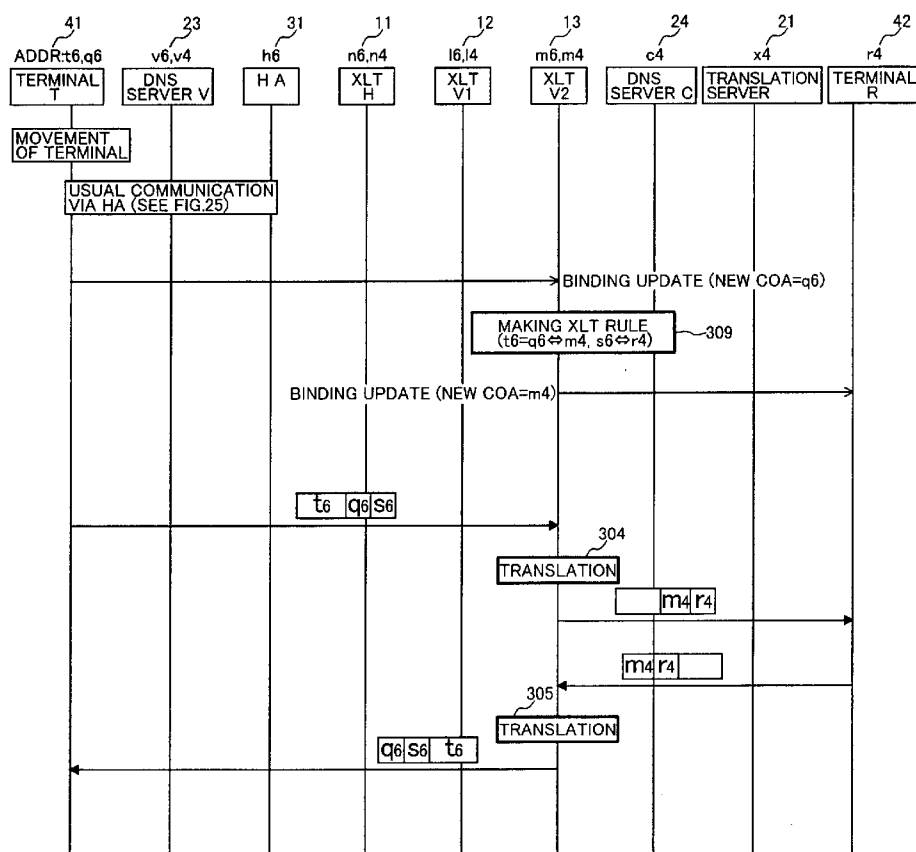 41 23 31 11 12 13 24 21 42
ADDR:t6,q6 v6,v4 h6 n6,n4 l6,l4 m6,m4 c4 x4 r4
TERMINAL T
DNS SERVER V
H A
XLT H
XLT V1
XLT V2
DNS SERVER C
TRANSLATION SERVER
TERMINAL R
MOVEMENT
OF TERMINAL
USUAL COMMUNICATION
VIA HA (SEE FIG.25)
BINDING UPDATE (NEW COA=q6)
MAKING XLT RULE
(t6=q6⇔m4, s6⇔r4)
309
BINDING UPDATE (NEW COA=m4)
t6 q6 s6
304
TRANSLATION
m4 r4
m4 r4
305
TRANSLATION
q6 s6 t6